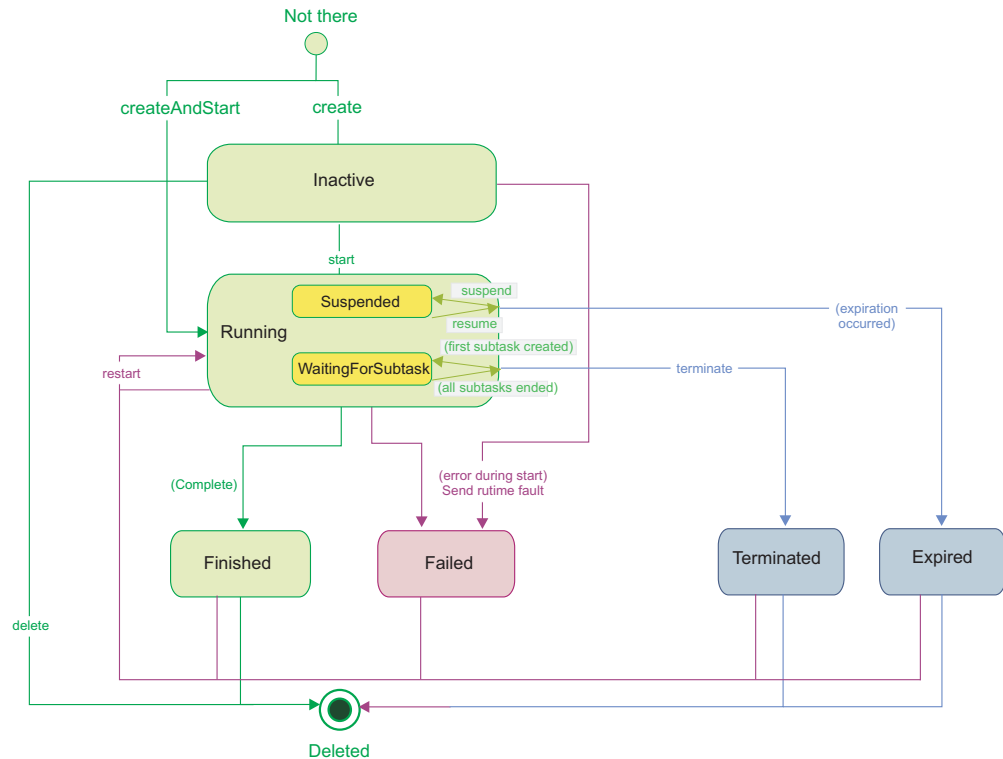 Not there
createAndStart
create
Inactive
start
Suspended
suspend
resume
Running
(first subtask created)
WaitingForSubtask
(all subtasks ended)
(expiration
occurred)
terminate
restart
(Complete)
(error during start)
Send rutime fault
Finished
Failed
Terminated
Expired
delete
Deleted